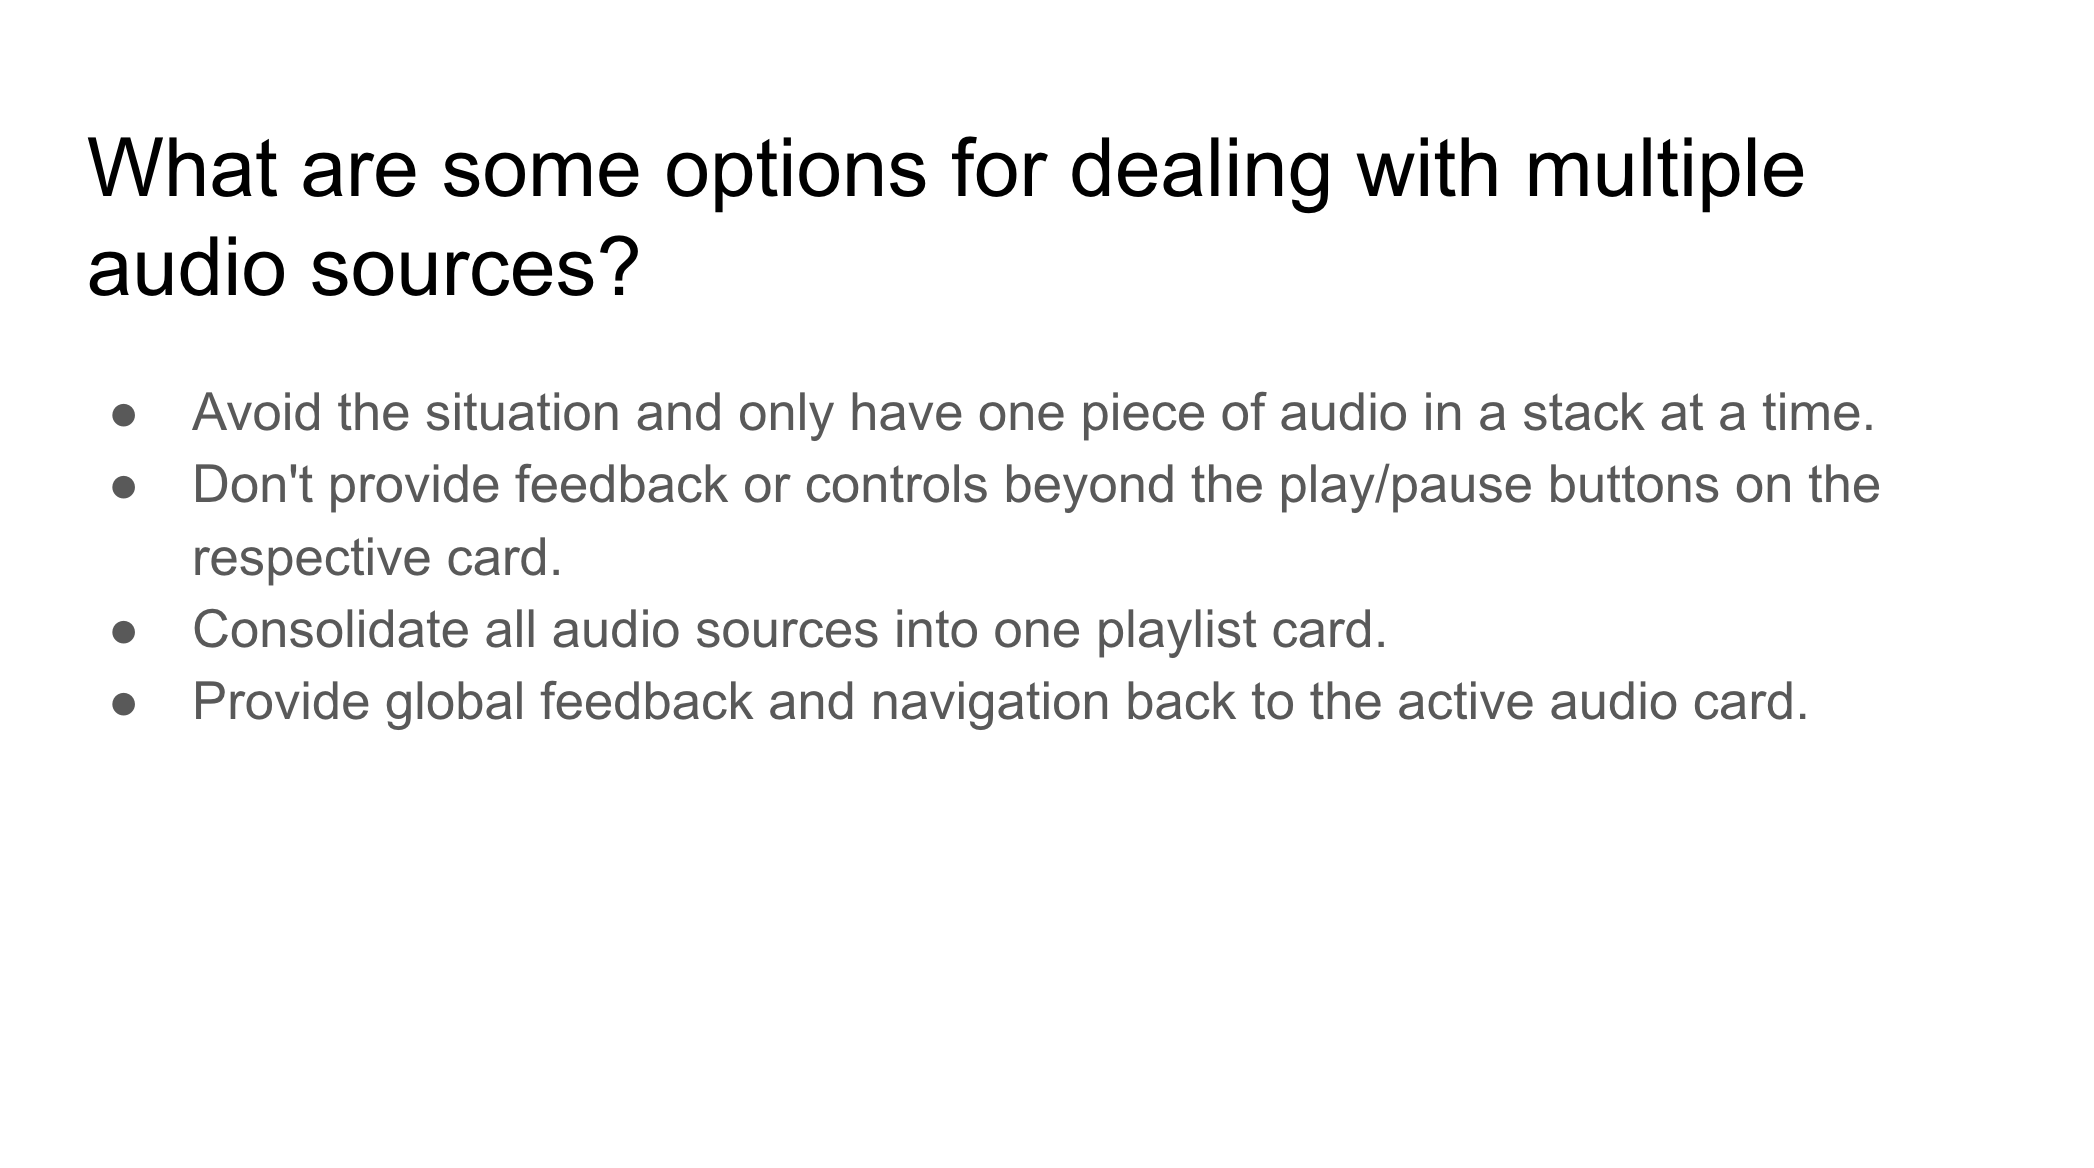 What are some options for dealing with multiple
audio sources?
● Avoid the situation and only have one piece of audio in a stack at a time.
● Don't provide feedback or controls beyond the play/pause buttons on the
respective card.
● Consolidate all audio sources into one playlist card.
● Provide global feedback and navigation back to the active audio card.